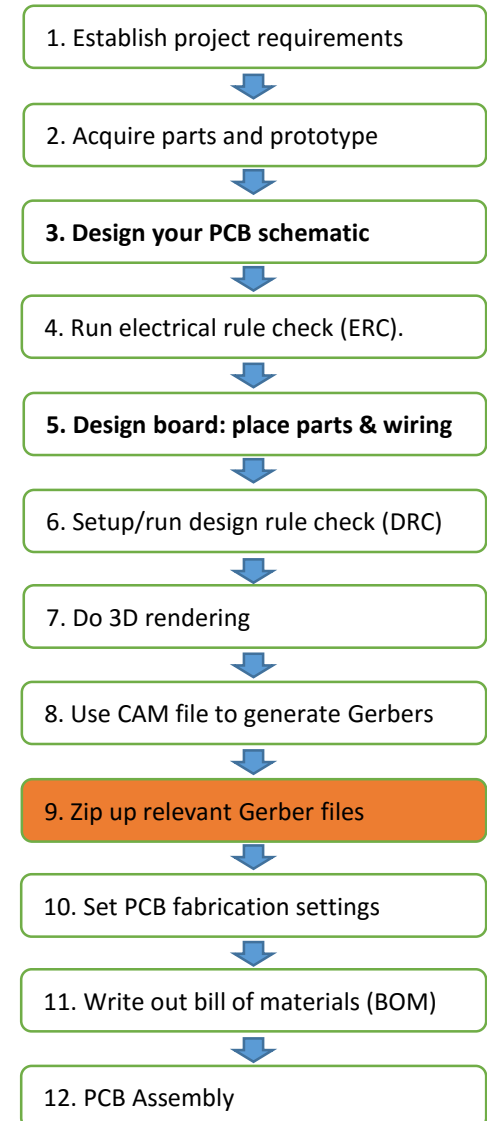 1. Establish project requirements
2. Acquire parts and prototype
3. Design your PCB schematic
4. Run electrical rule check (ERC).
5. Design board: place parts & wiring
6. Setup/run design rule check (DRC)
7. Do 3D rendering
8. Use CAM file to generate Gerbers
9. Zip up relevant Gerber files
10. Set PCB fabrication settings
11. Write out bill of materials (BOM)
12. PCB Assembly